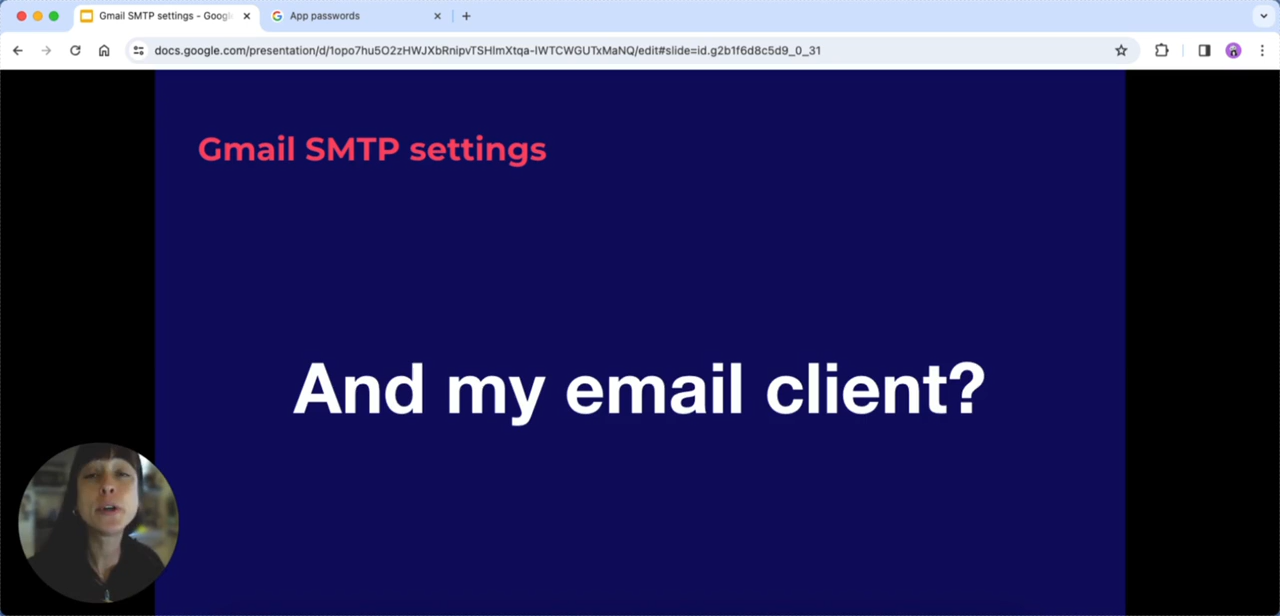 Gmail SMTP settings - Googl
App passwords
docs.google.com/presentation/d/1opo7hu5O2zHWJXbRnipvTSHImXtqa-IWTCWGUTxMaNQ/edit#slide=id.g2b1f6d8c5d9_0_31
Gmail SMTP settings
And my email client?